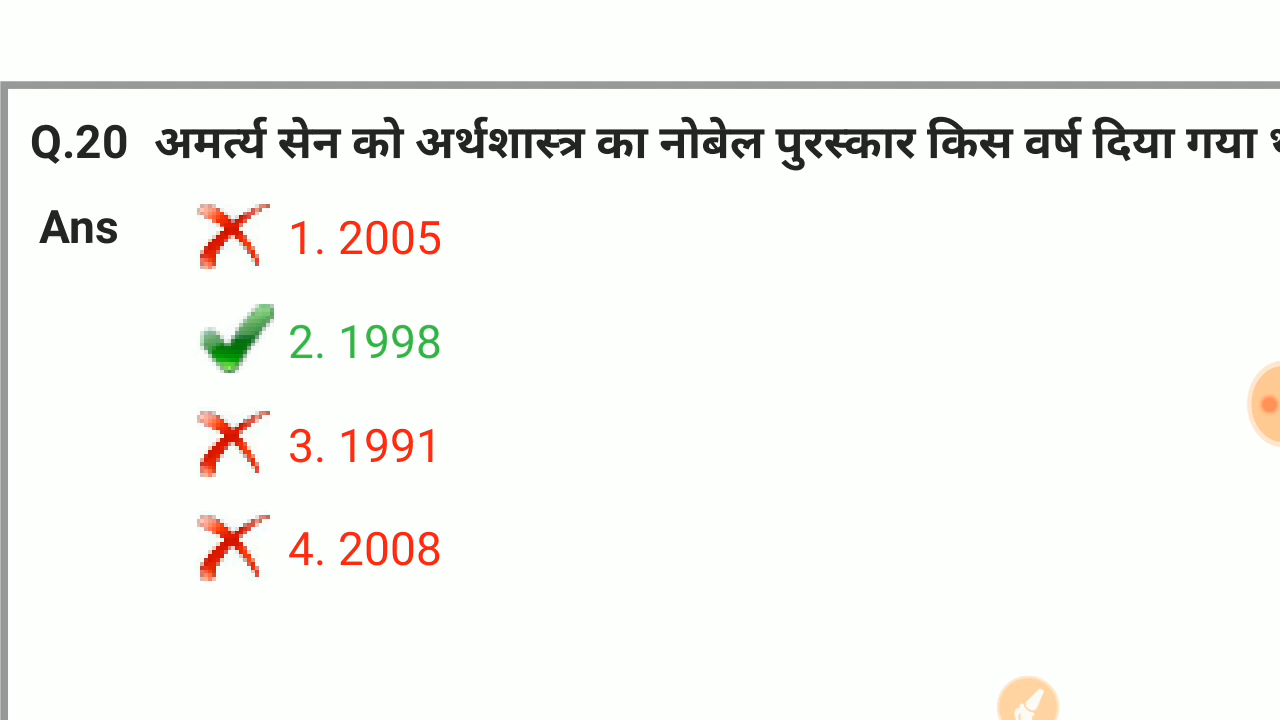 Q.20 अमर्त्य सेन को अर्थशास्त्र का नोबेल पुरस्कार किस वर्ष दिया गया
Ans
1. 2005
2. 1998
3. 1991
4. 2008